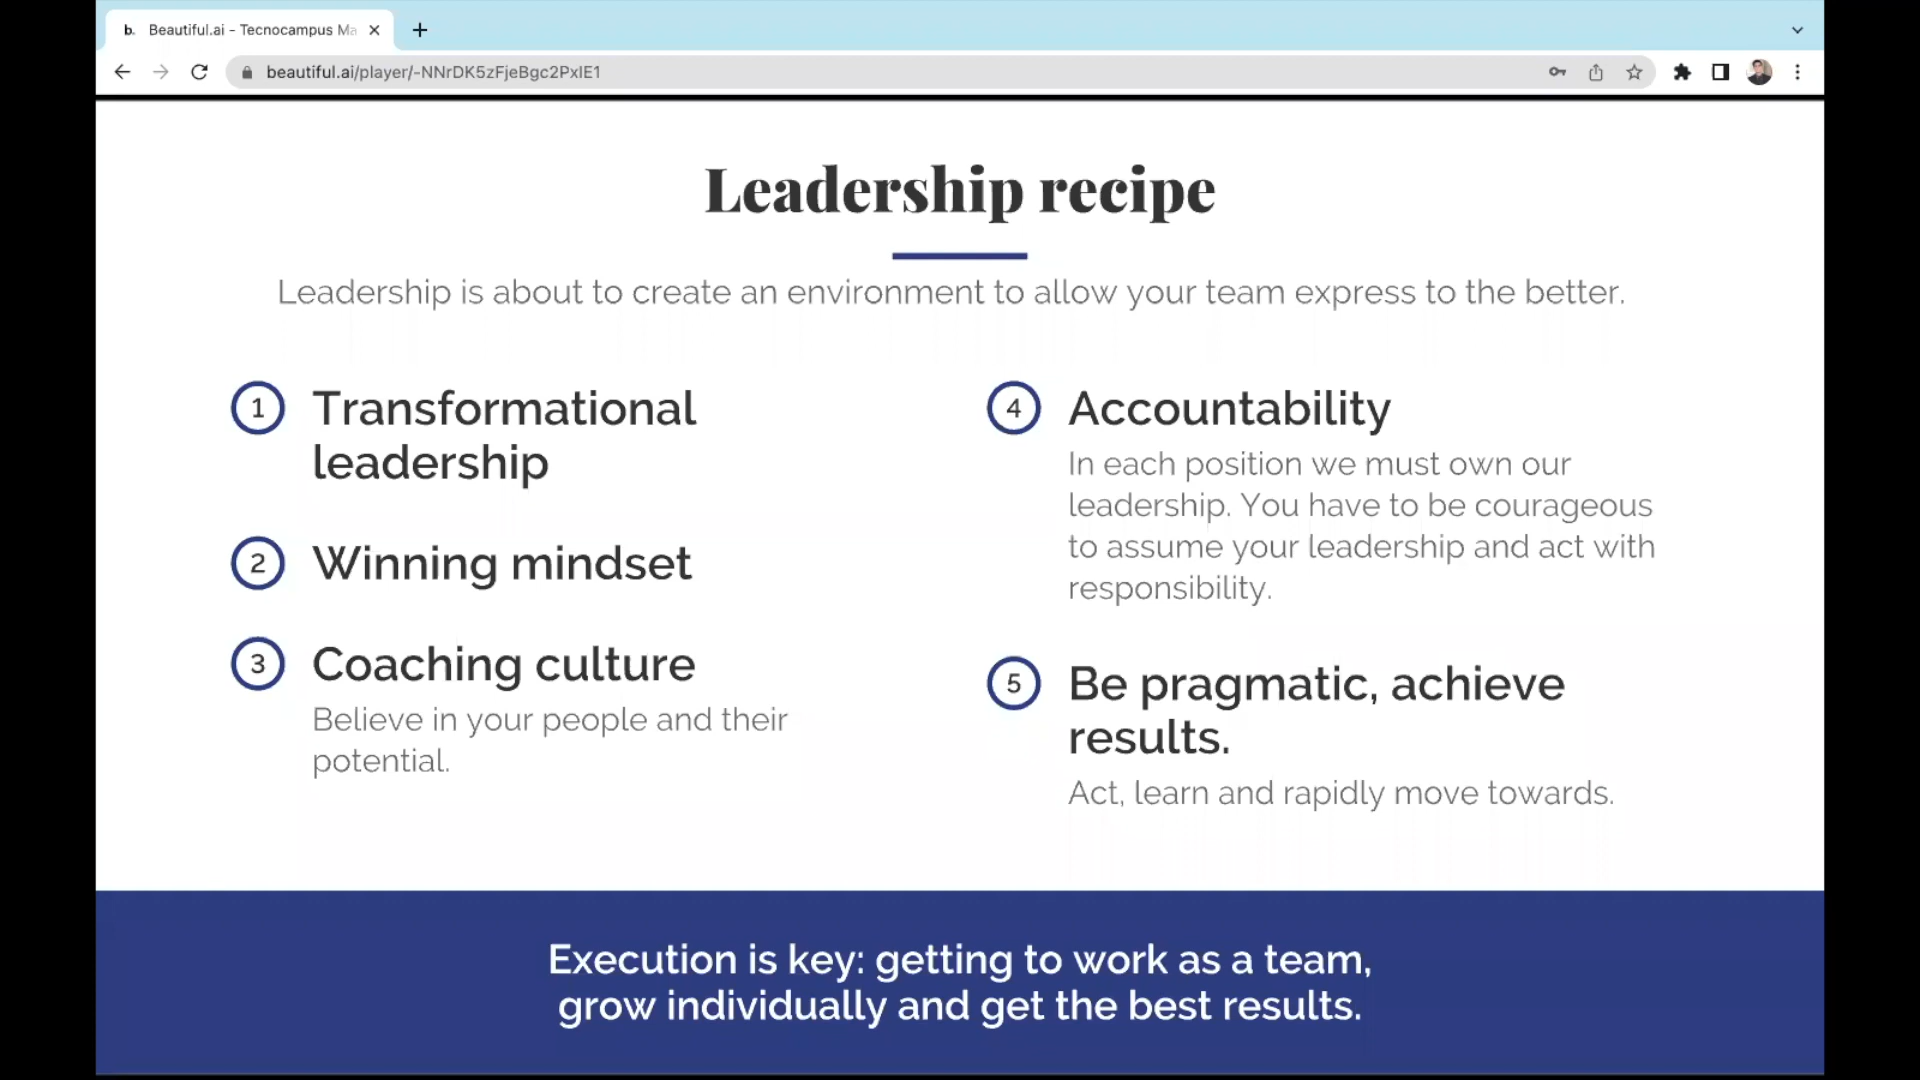 b. Beautiful.ai - Tecnocampus Ma
beautiful.ai/player/-NNrDK5zFjeBgc2PxlE1
Leadership recipe
Leadership is about to create an environment to allow your team express to the better.
1 Transformational
leadership
2 Winning mindset
3 Coaching culture
Believe in your people and their
potential.
4 Accountability
In each position we must own our
leadership. You have to be courageous
to assume your leadership and act with
responsibility.
5 Be pragmatic, achieve
results.
Act, learn and rapidly move towards.
Execution is key: getting to work as a team,
grow individually and get the best results.